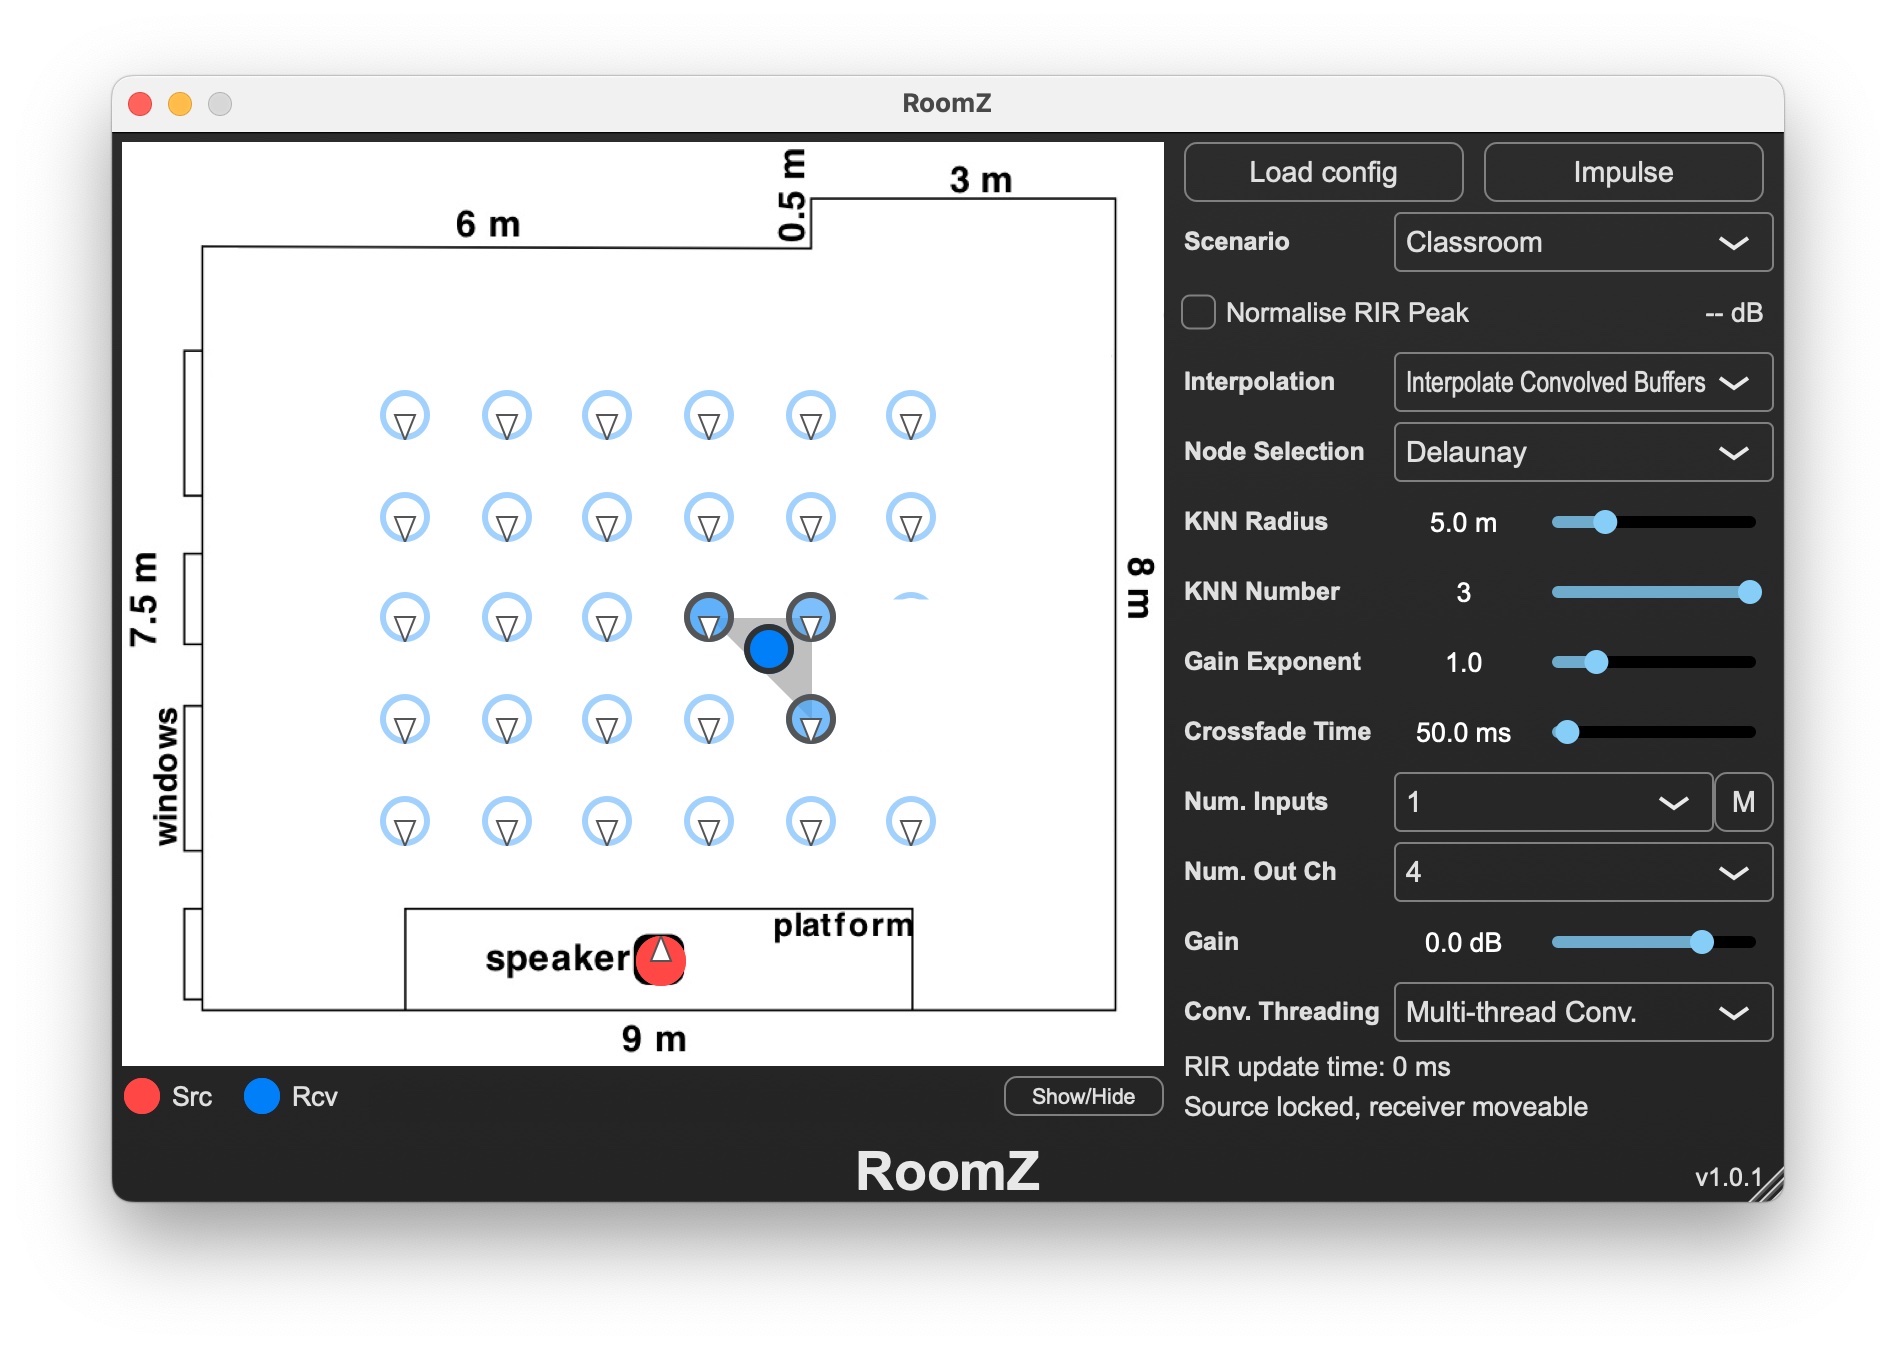 RoomZ
6 m
0.5 m
3 m
7.5 m
8 m
windows
platform
speaker
9 m
Src
Rcv
Show/Hide
Load config
Impulse
Scenario Classroom
Normalise RIR Peak -- dB
Interpolation Interpolate Convolved Buffers
Node Selection Delaunay
KNN Radius 5.0 m
KNN Number 3
Gain Exponent 1.0
Crossfade Time 50.0 ms
Num. Inputs 1 M
Num. Out Ch 4
Gain 0.0 dB
Conv. Threading Multi-thread Conv.
RIR update time: 0 ms
Source locked, receiver moveable
RoomZ
v1.0.1